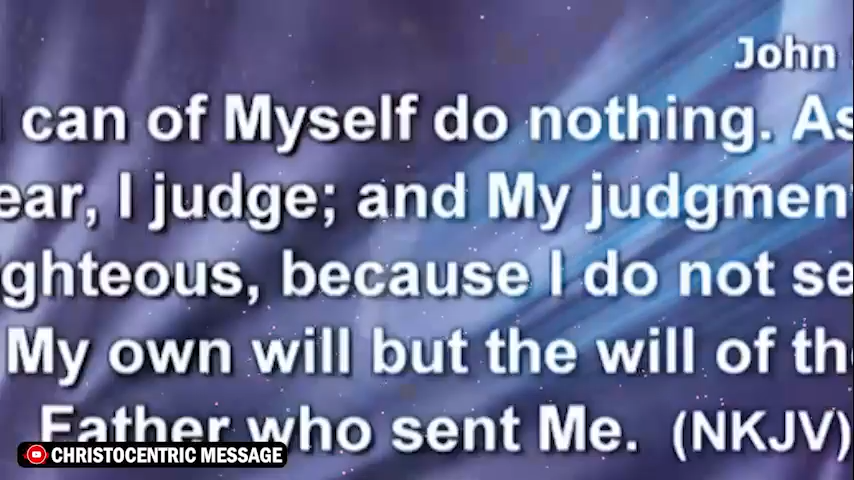 John
can of Myself do nothing. As
ear, I judge; and My judgment
ghteous, because I do not se
My own will but the will of the
Father who sent Me. (NKJV)
CHRISTOCENTRIC MESSAGE